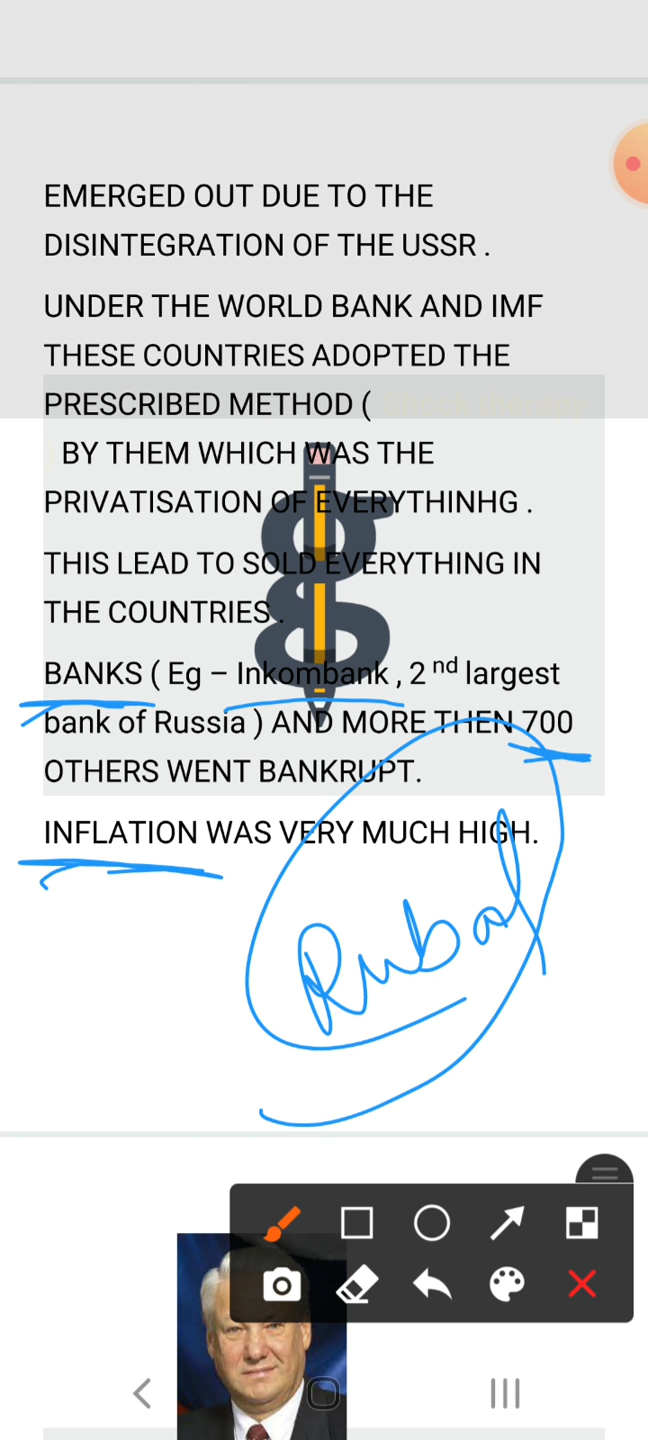 EMERGED OUT DUE TO THE
DISINTEGRATION OF THE USSR .
UNDER THE WORLD BANK AND IMF
THESE COUNTRIES ADOPTED THE
PRESCRIBED METHOD (
BY THEM WHICH WAS THE
PRIVATISATION OF EVERYTHINHG .
THIS LEAD TO SOLD EVERYTHING IN
THE COUNTRIES .
BANKS ( Eg – Inkombank , 2 nd largest
bank of Russia ) AND MORE THEN 700
OTHERS WENT BANKRUPT.
INFLATION WAS VERY MUCH HIGH.
Rubal